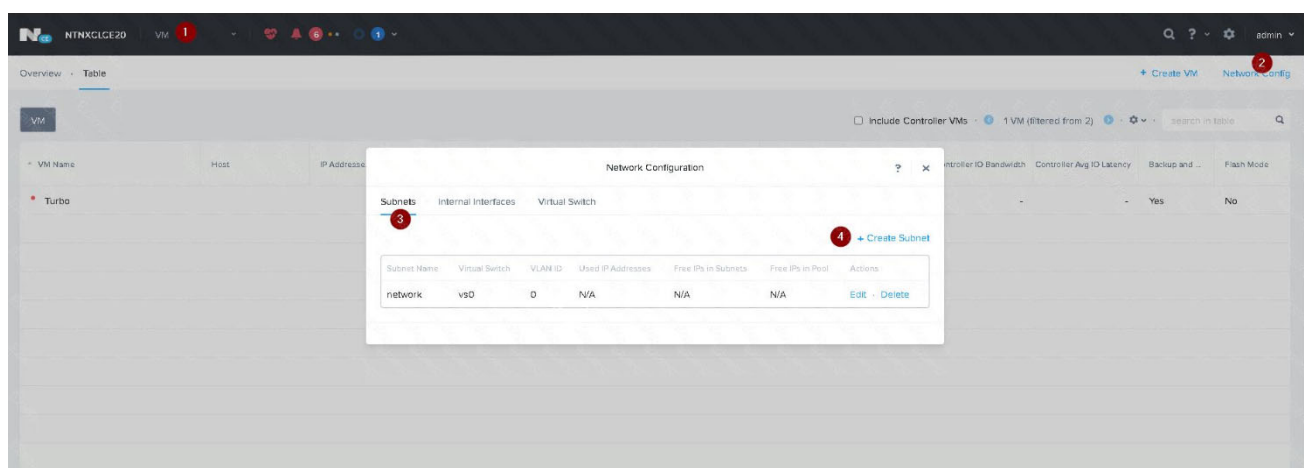 N CE NTNXCLCE20 VM 1 6 1 ? admin
Overview · Table + Create VM Network Config 2
VM Include Controller VMs · 1 VM (filtered from 2) · search in table
VM Name Host IP Addresse Network Configuration ? × ntroller IO Bandwidth Controller Avg IO Latency Backup and ... Flash Mode
Turbo - - Yes No
Subnets Internal Interfaces Virtual Switch
3
4 + Create Subnet
Subnet Name Virtual Switch VLAN ID Used IP Addresses Free IPs in Subnets Free IPs in Pool Actions
network vs0 0 N/A N/A N/A Edit · Delete